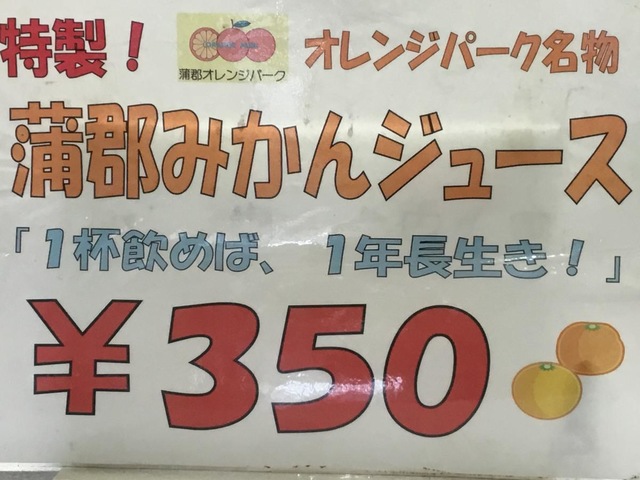 特製！
蒲郡オレンジパーク
オレンジパーク名物
蒲郡みかんジュース
「1杯飲めば、1年長生き！」
￥350